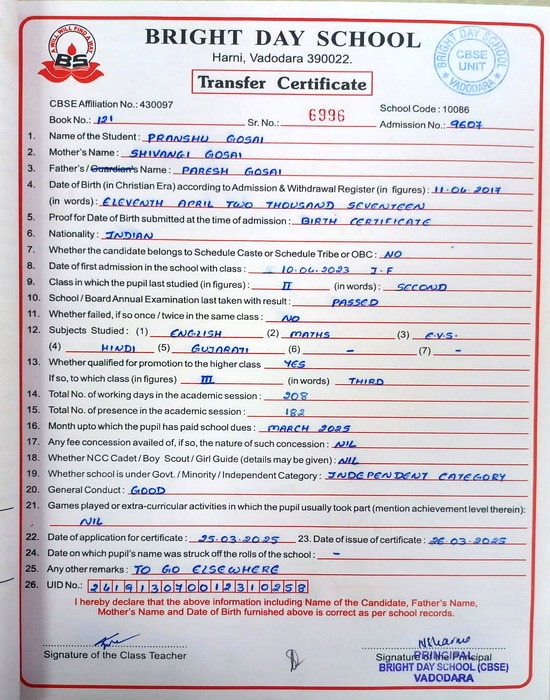 A WILL WILL FIND A WAY
BS
BRIGHT DAY SCHOOL
Harni, Vadodara 390022.
BRIGHT DAY SCHOOL
CBSE
UNIT
VADODARA
Transfer Certificate
CBSE Affiliation No.: 430097
School Code : 10086
Book No.: 121 Sr. No.: 6996 Admission No.: 9607
1. Name of the Student : PRANSHU GOSAI
2. Mother's Name : SHIVANGI GOSAI
3. Father's / Guardian's Name : PARESH GOSAI
4. Date of Birth (in Christian Era) according to Admission & Withdrawal Register (in figures) : 11.04.2017
(in words) : ELEVENTH APRIL TWO THOUSAND SEVENTEEN
5. Proof for Date of Birth submitted at the time of admission : BIRTH CERTIFICATE
6. Nationality : INDIAN
7. Whether the candidate belongs to Schedule Caste or Schedule Tribe or OBC : NO
8. Date of first admission in the school with class : 10.04.2023 I-F
9. Class in which the pupil last studied (in figures) : II (in words) : SECOND
10. School / Board Annual Examination last taken with result : PASSED
11. Whether failed, if so once / twice in the same class : NO
12. Subjects Studied : (1) ENGLISH (2) MATHS (3) E.V.S.
(4) HINDI (5) GUJARATI (6) - (7) -
13. Whether qualified for promotion to the higher class YES
If so, to which class (in figures) III (in words) THIRD
14. Total No. of working days in the academic session : 208
15. Total No. of presence in the academic session : 182
16. Month upto which the pupil has paid school dues : MARCH 2025
17. Any fee concession availed of, if so, the nature of such concession : NIL
18. Whether NCC Cadet / Boy Scout / Girl Guide (details may be given) : NIL
19. Whether school is under Govt. / Minority / Independent Category : INDEPENDENT CATEGORY
20. General Conduct : GOOD
21. Games played or extra-curricular activities in which the pupil usually took part (mention achievement level therein):
NIL
22. Date of application for certificate : 25.03.2025 23. Date of issue of certificate : 26.03.2025
24. Date on which pupil's name was struck off the rolls of the school : -
25. Any other remarks : TO GO ELSEWHERE
26. UID No.:
I hereby declare that the above information including Name of the Candidate, Father's Name,
Mother's Name and Date of Birth furnished above is correct as per school records.
Signature of the Class Teacher
Signature of the Principal
PRINCIPAL
BRIGHT DAY SCHOOL (CBSE)
VADODARA